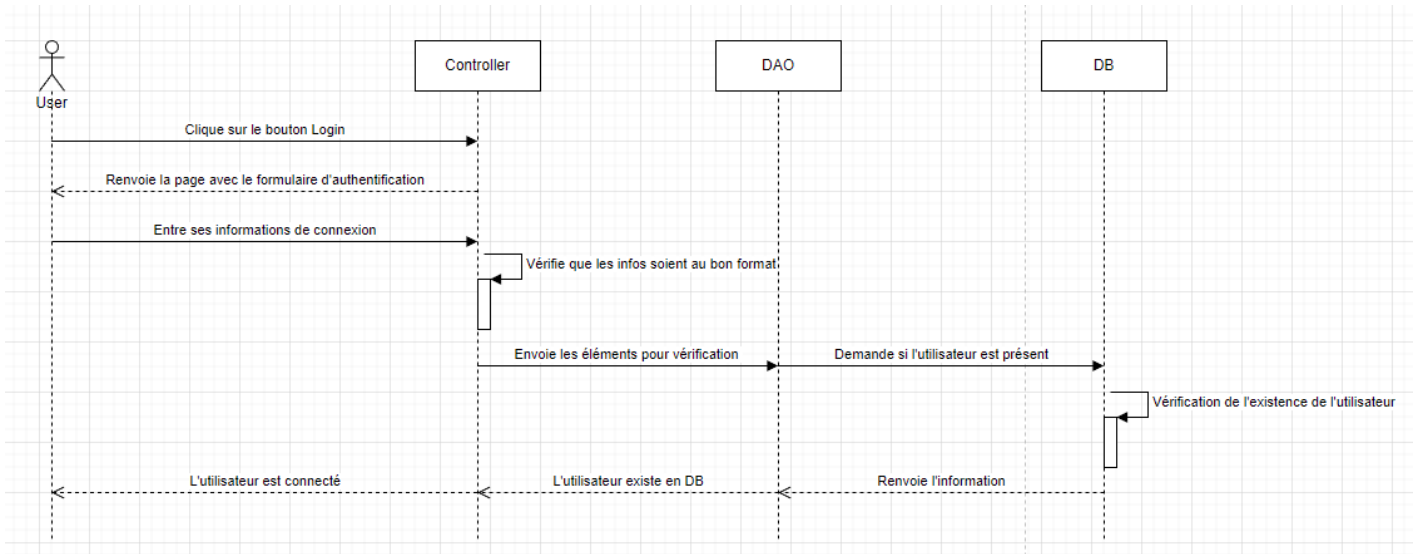 Controller
DAO
DB
User
Clique sur le bouton Login
Renvoie la page avec le formulaire d'authentification
Entre ses informations de connexion
Vérifie que les infos soient au bon format
Envoie les éléments pour vérification
Demande si l'utilisateur est présent
Vérification de l'existence de l'utilisateur
L'utilisateur est connecté
L'utilisateur existe en DB
Renvoie l'information